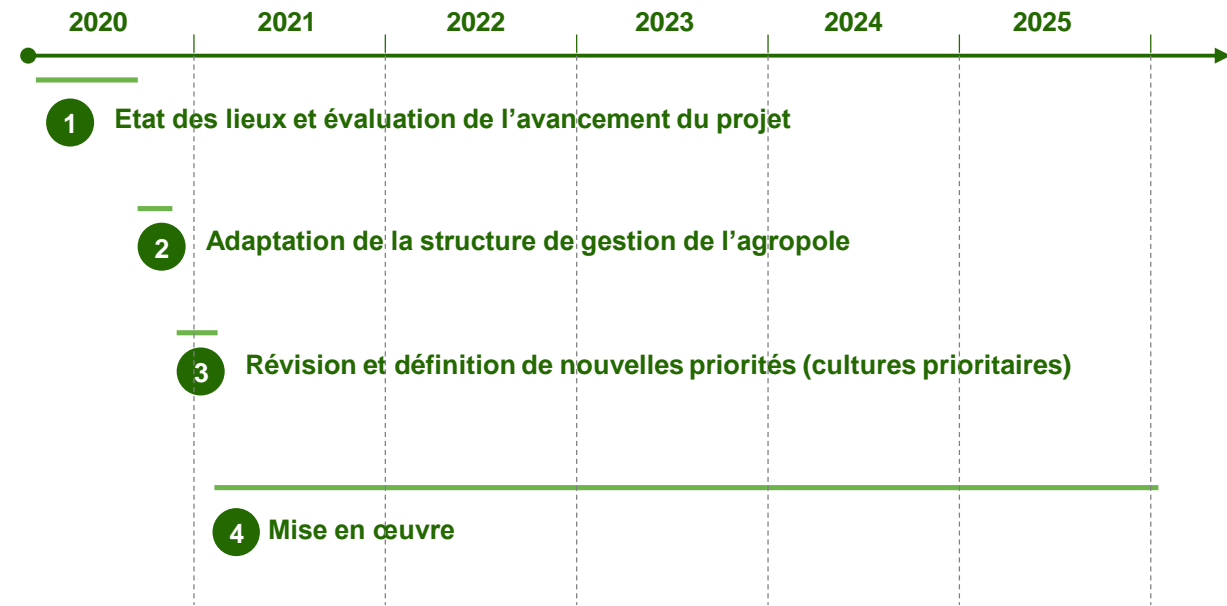 2020 2021 2022 2023 2024 2025
1 Etat des lieux et évaluation de l’avancement du projet
2 Adaptation de la structure de gestion de l’agropole
3 Révision et définition de nouvelles priorités (cultures prioritaires)
4 Mise en œuvre